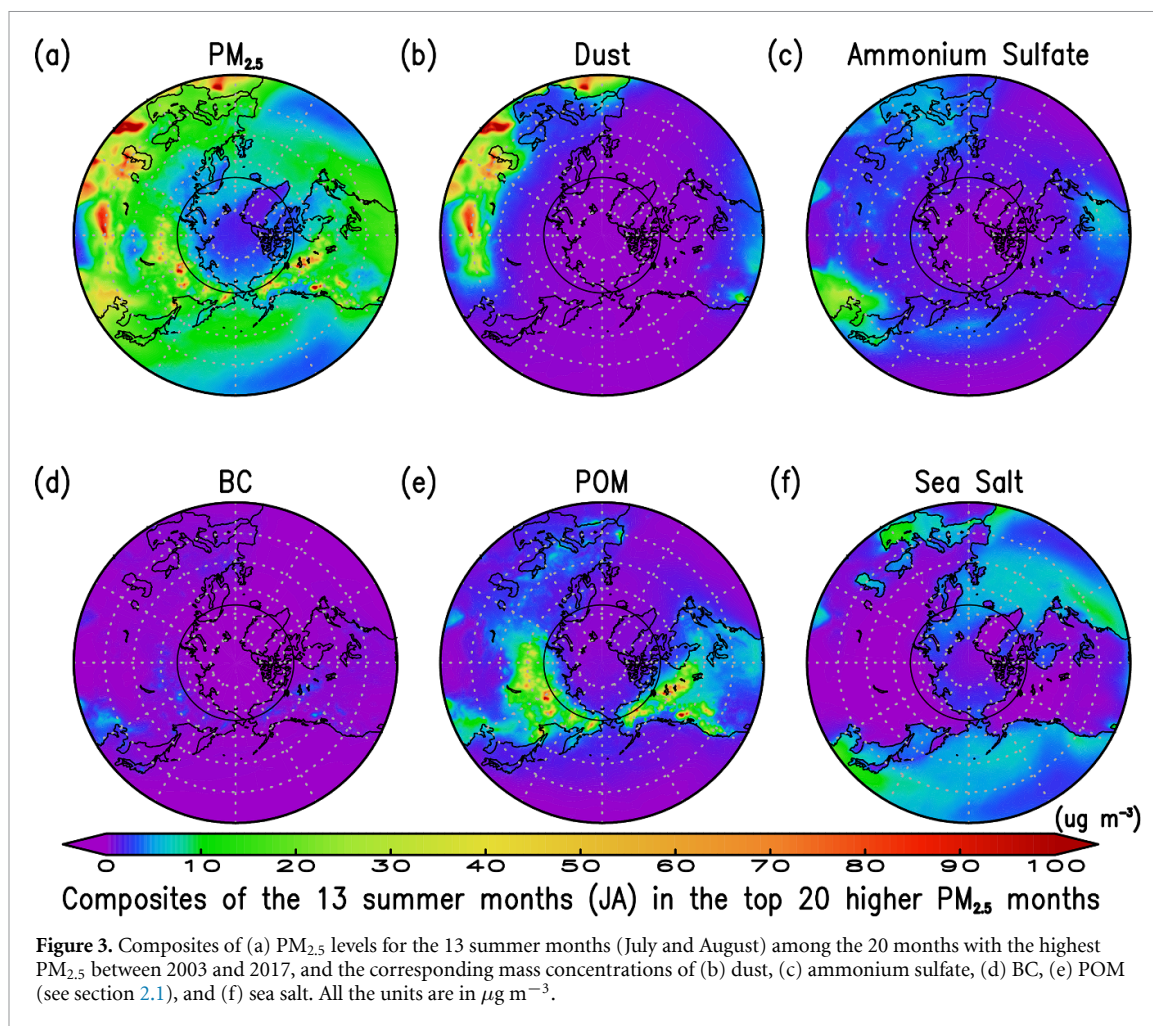 (a) PM₂.₅ (b) Dust (c) Ammonium Sulfate
(d) BC (e) POM (f) Sea Salt
(ug m⁻³)
0 10 20 30 40 50 60 70 80 90 100
Composites of the 13 summer months (JA) in the top 20 higher PM₂.₅ months
Figure 3. Composites of (a) PM₂.₅ levels for the 13 summer months (July and August) among the 20 months with the highest
PM₂.₅ between 2003 and 2017, and the corresponding mass concentrations of (b) dust, (c) ammonium sulfate, (d) BC, (e) POM
(see section 2.1), and (f) sea salt. All the units are in μg m⁻³.